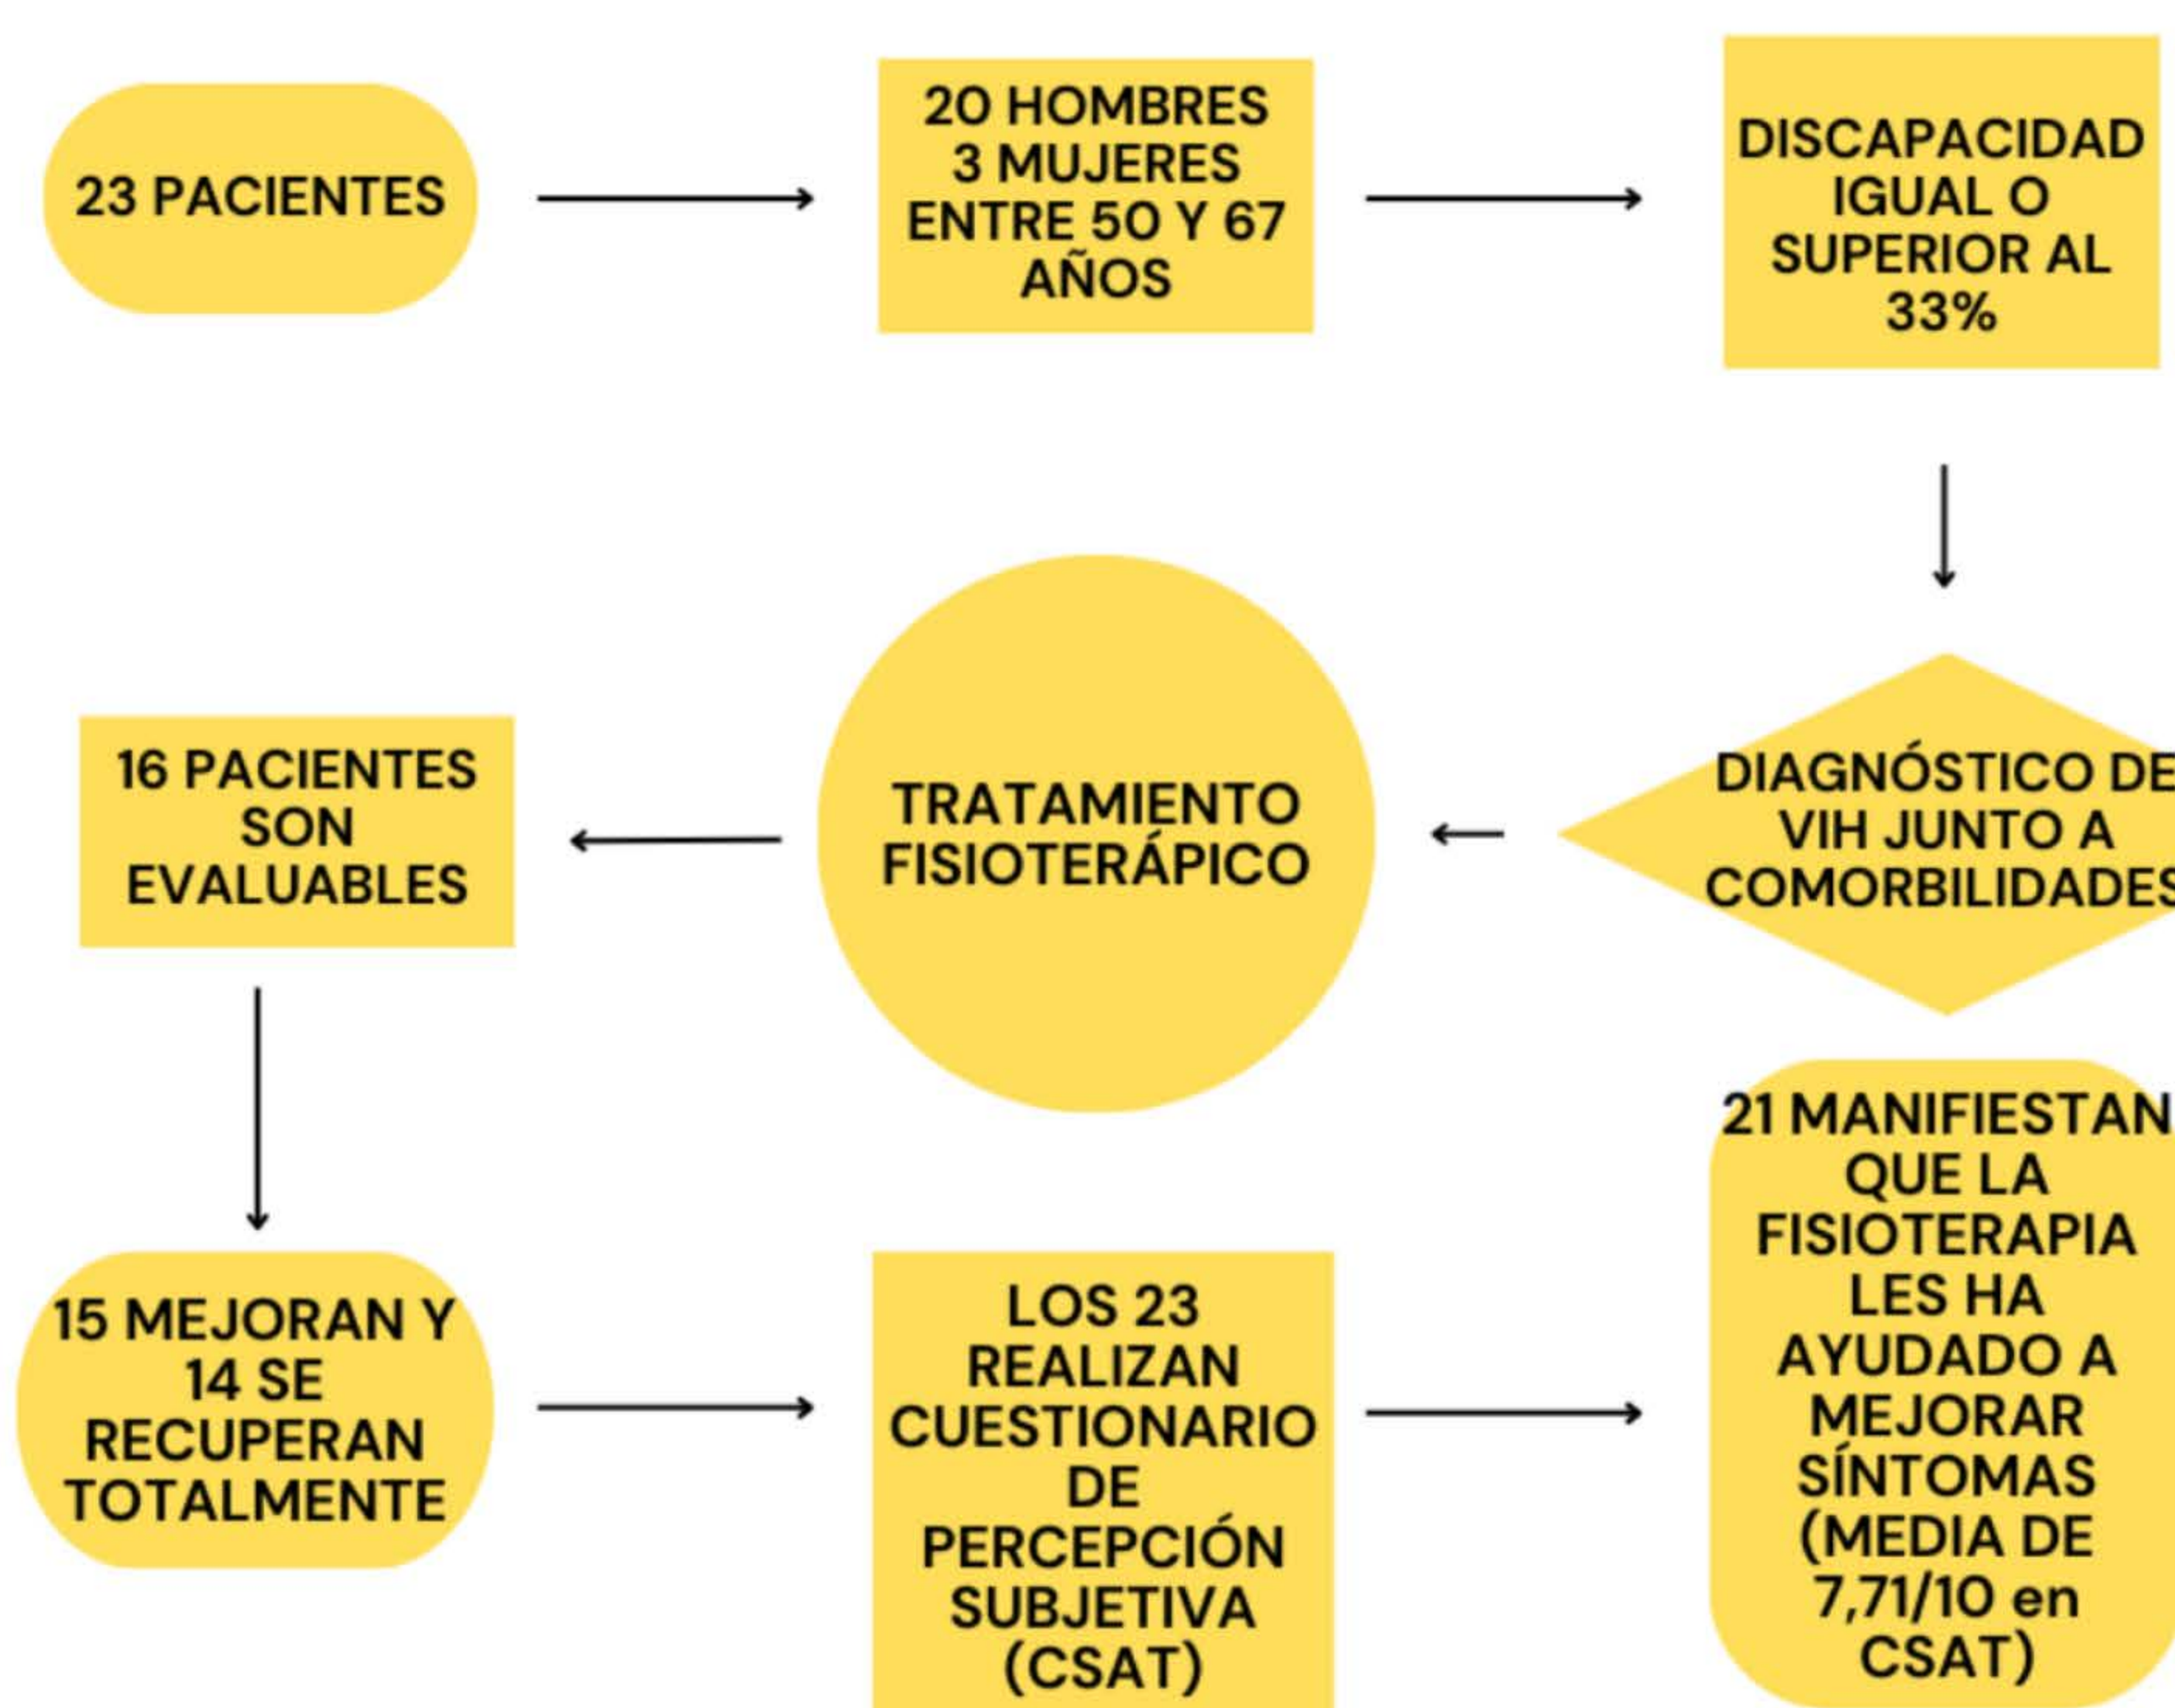 23 PACIENTES
20 HOMBRES
3 MUJERES
ENTRE 50 Y 67
AÑOS
DISCAPACIDAD
IGUAL O
SUPERIOR AL
33%
DIAGNÓSTICO DE
VIH JUNTO A
COMORBILIDADES
TRATAMIENTO
FISIOTERÁPICO
16 PACIENTES
SON
EVALUABLES
15 MEJORAN Y
14 SE
RECUPERAN
TOTALMENTE
LOS 23
REALIZAN
CUESTIONARIO
DE
PERCEPCIÓN
SUBJETIVA
(CSAT)
21 MANIFIESTAN
QUE LA
FISIOTERAPIA
LES HA
AYUDADO A
MEJORAR
SÍNTOMAS
(MEDIA DE
7,71/10 en
CSAT)